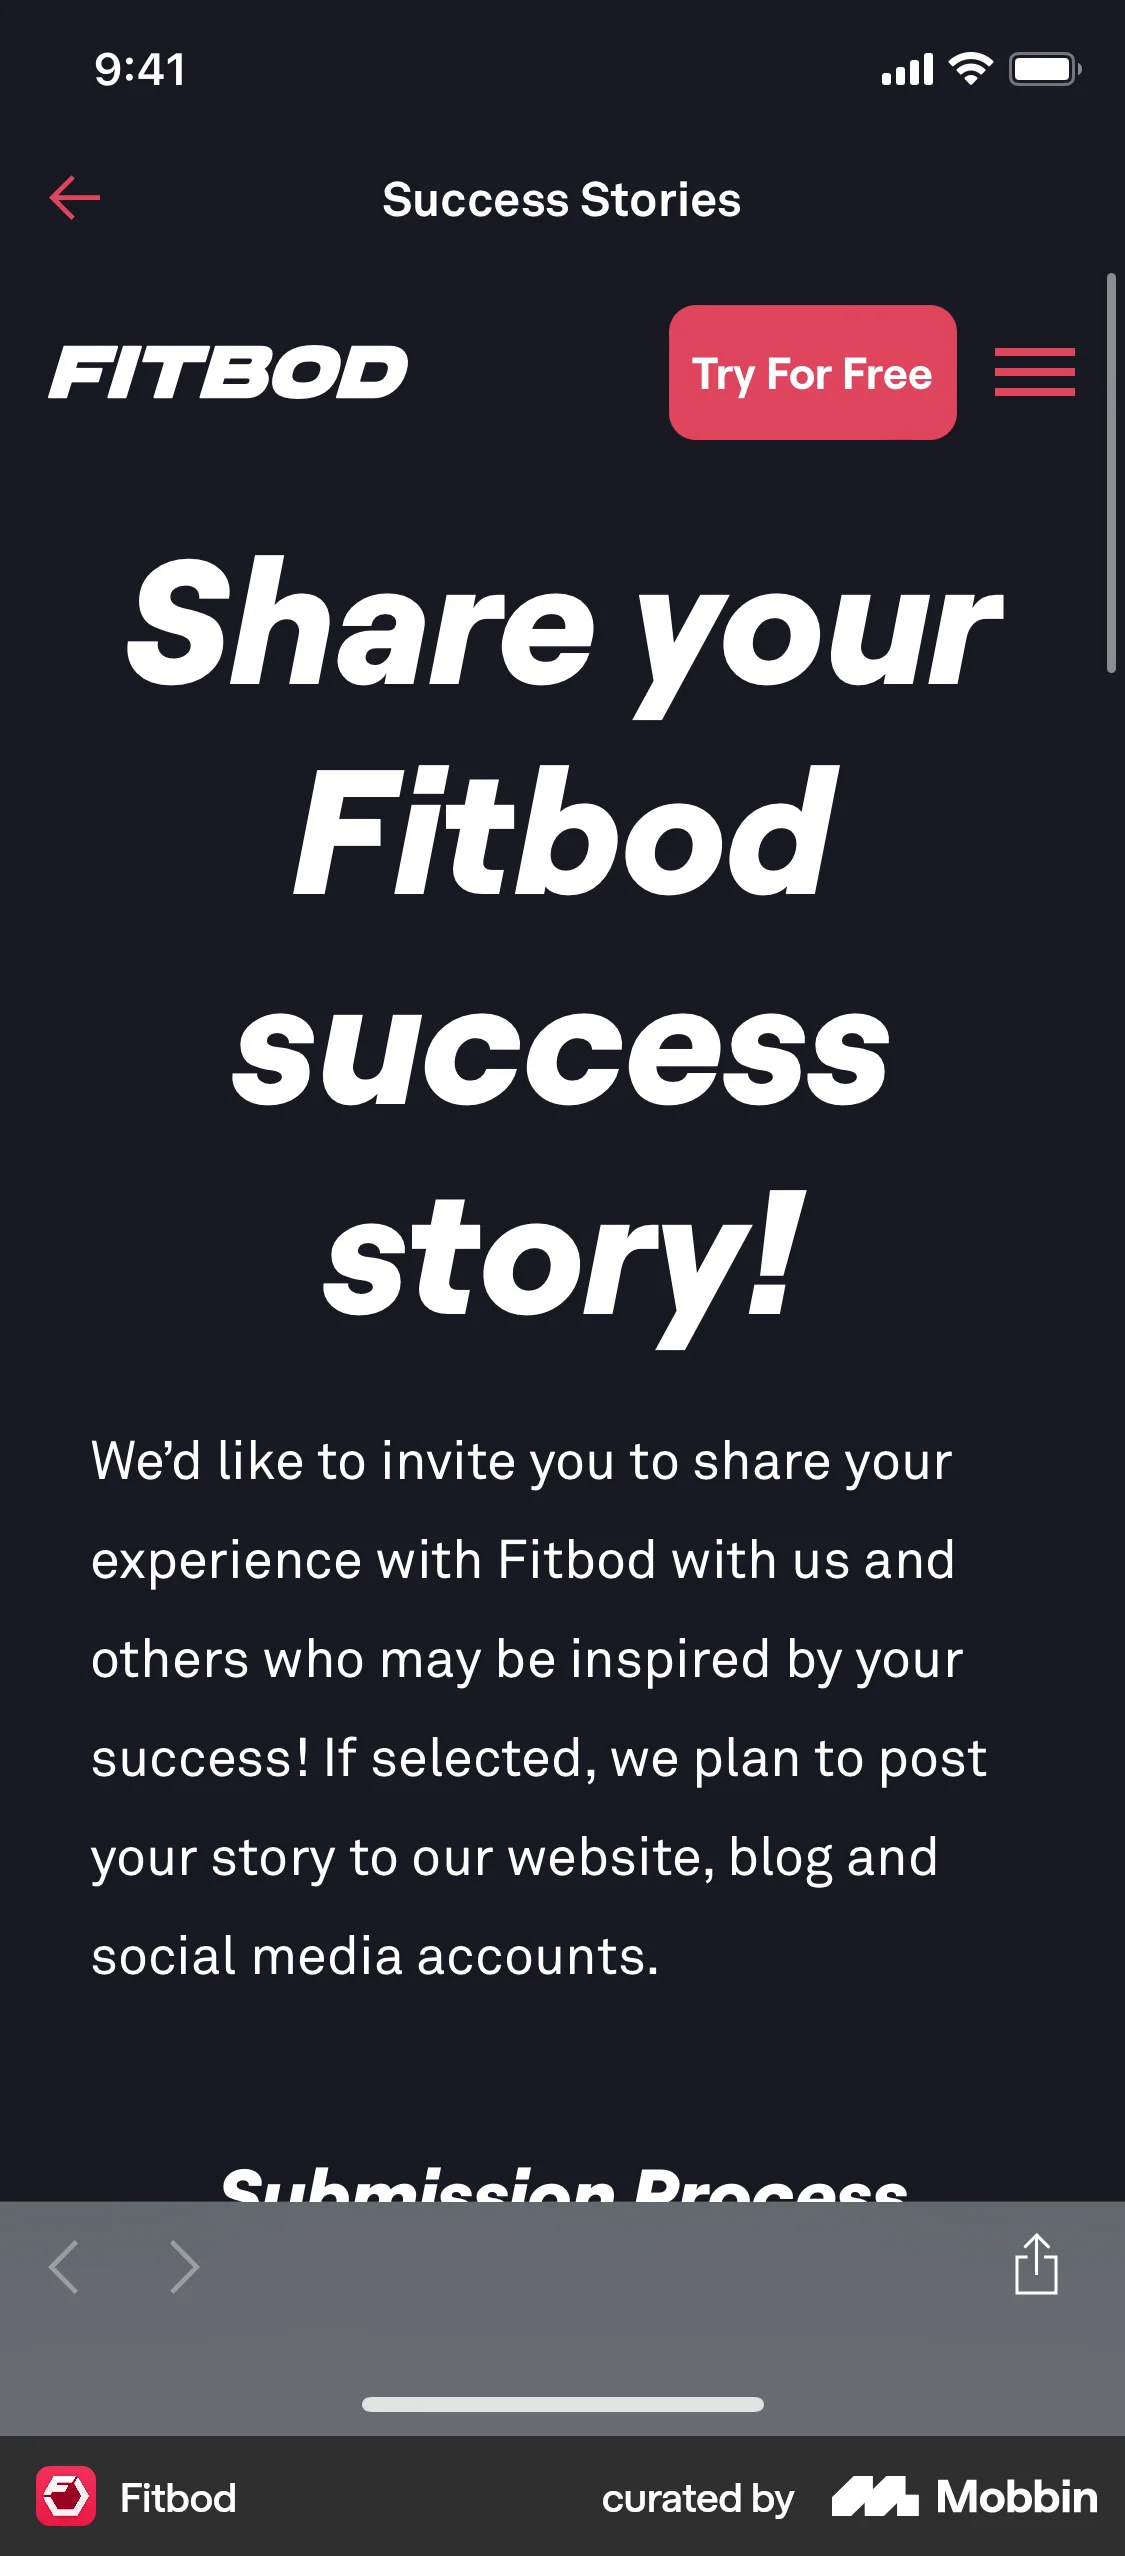 9:41
Success Stories
FITBOD
Try For Free
Share your
Fitbod
success
story!
We’d like to invite you to share your
experience with Fitbod with us and
others who may be inspired by your
success! If selected, we plan to post
your story to our website, blog and
social media accounts.
Submission Process
Fitbod
curated by
Mobbin